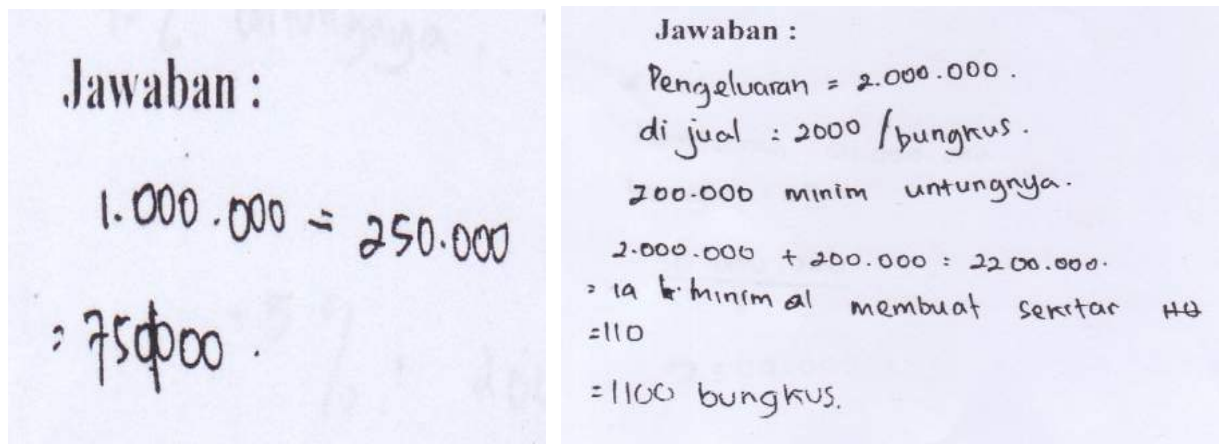 Jawaban :
1.000.000 = 250.000
= 750000.
Jawaban :
Pengeluaran = 2.000.000.
di jual : 2000 /bungkus.
200.000 minim untungnya.
2.000.000 + 200.000 = 2200.000.
= ia minimal membuat sekitar
=110
=1100 bungkus.